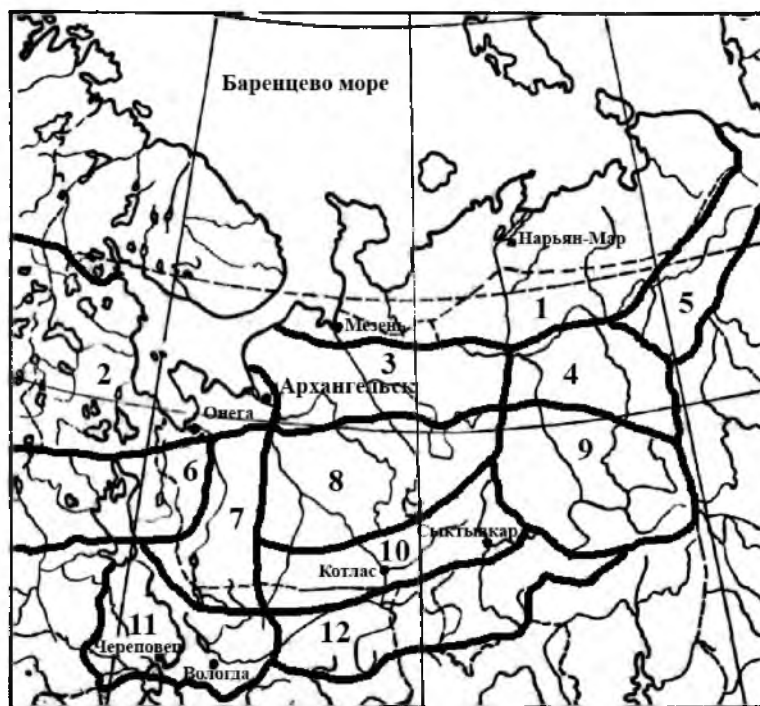 Баренцево море
Нарьян-Мар
1
5
Мезень
3
2
4
Архангельск
Онега
9
6
8
7
Сыктывкар
10
Котлас
11
12
Череповец
Вологда